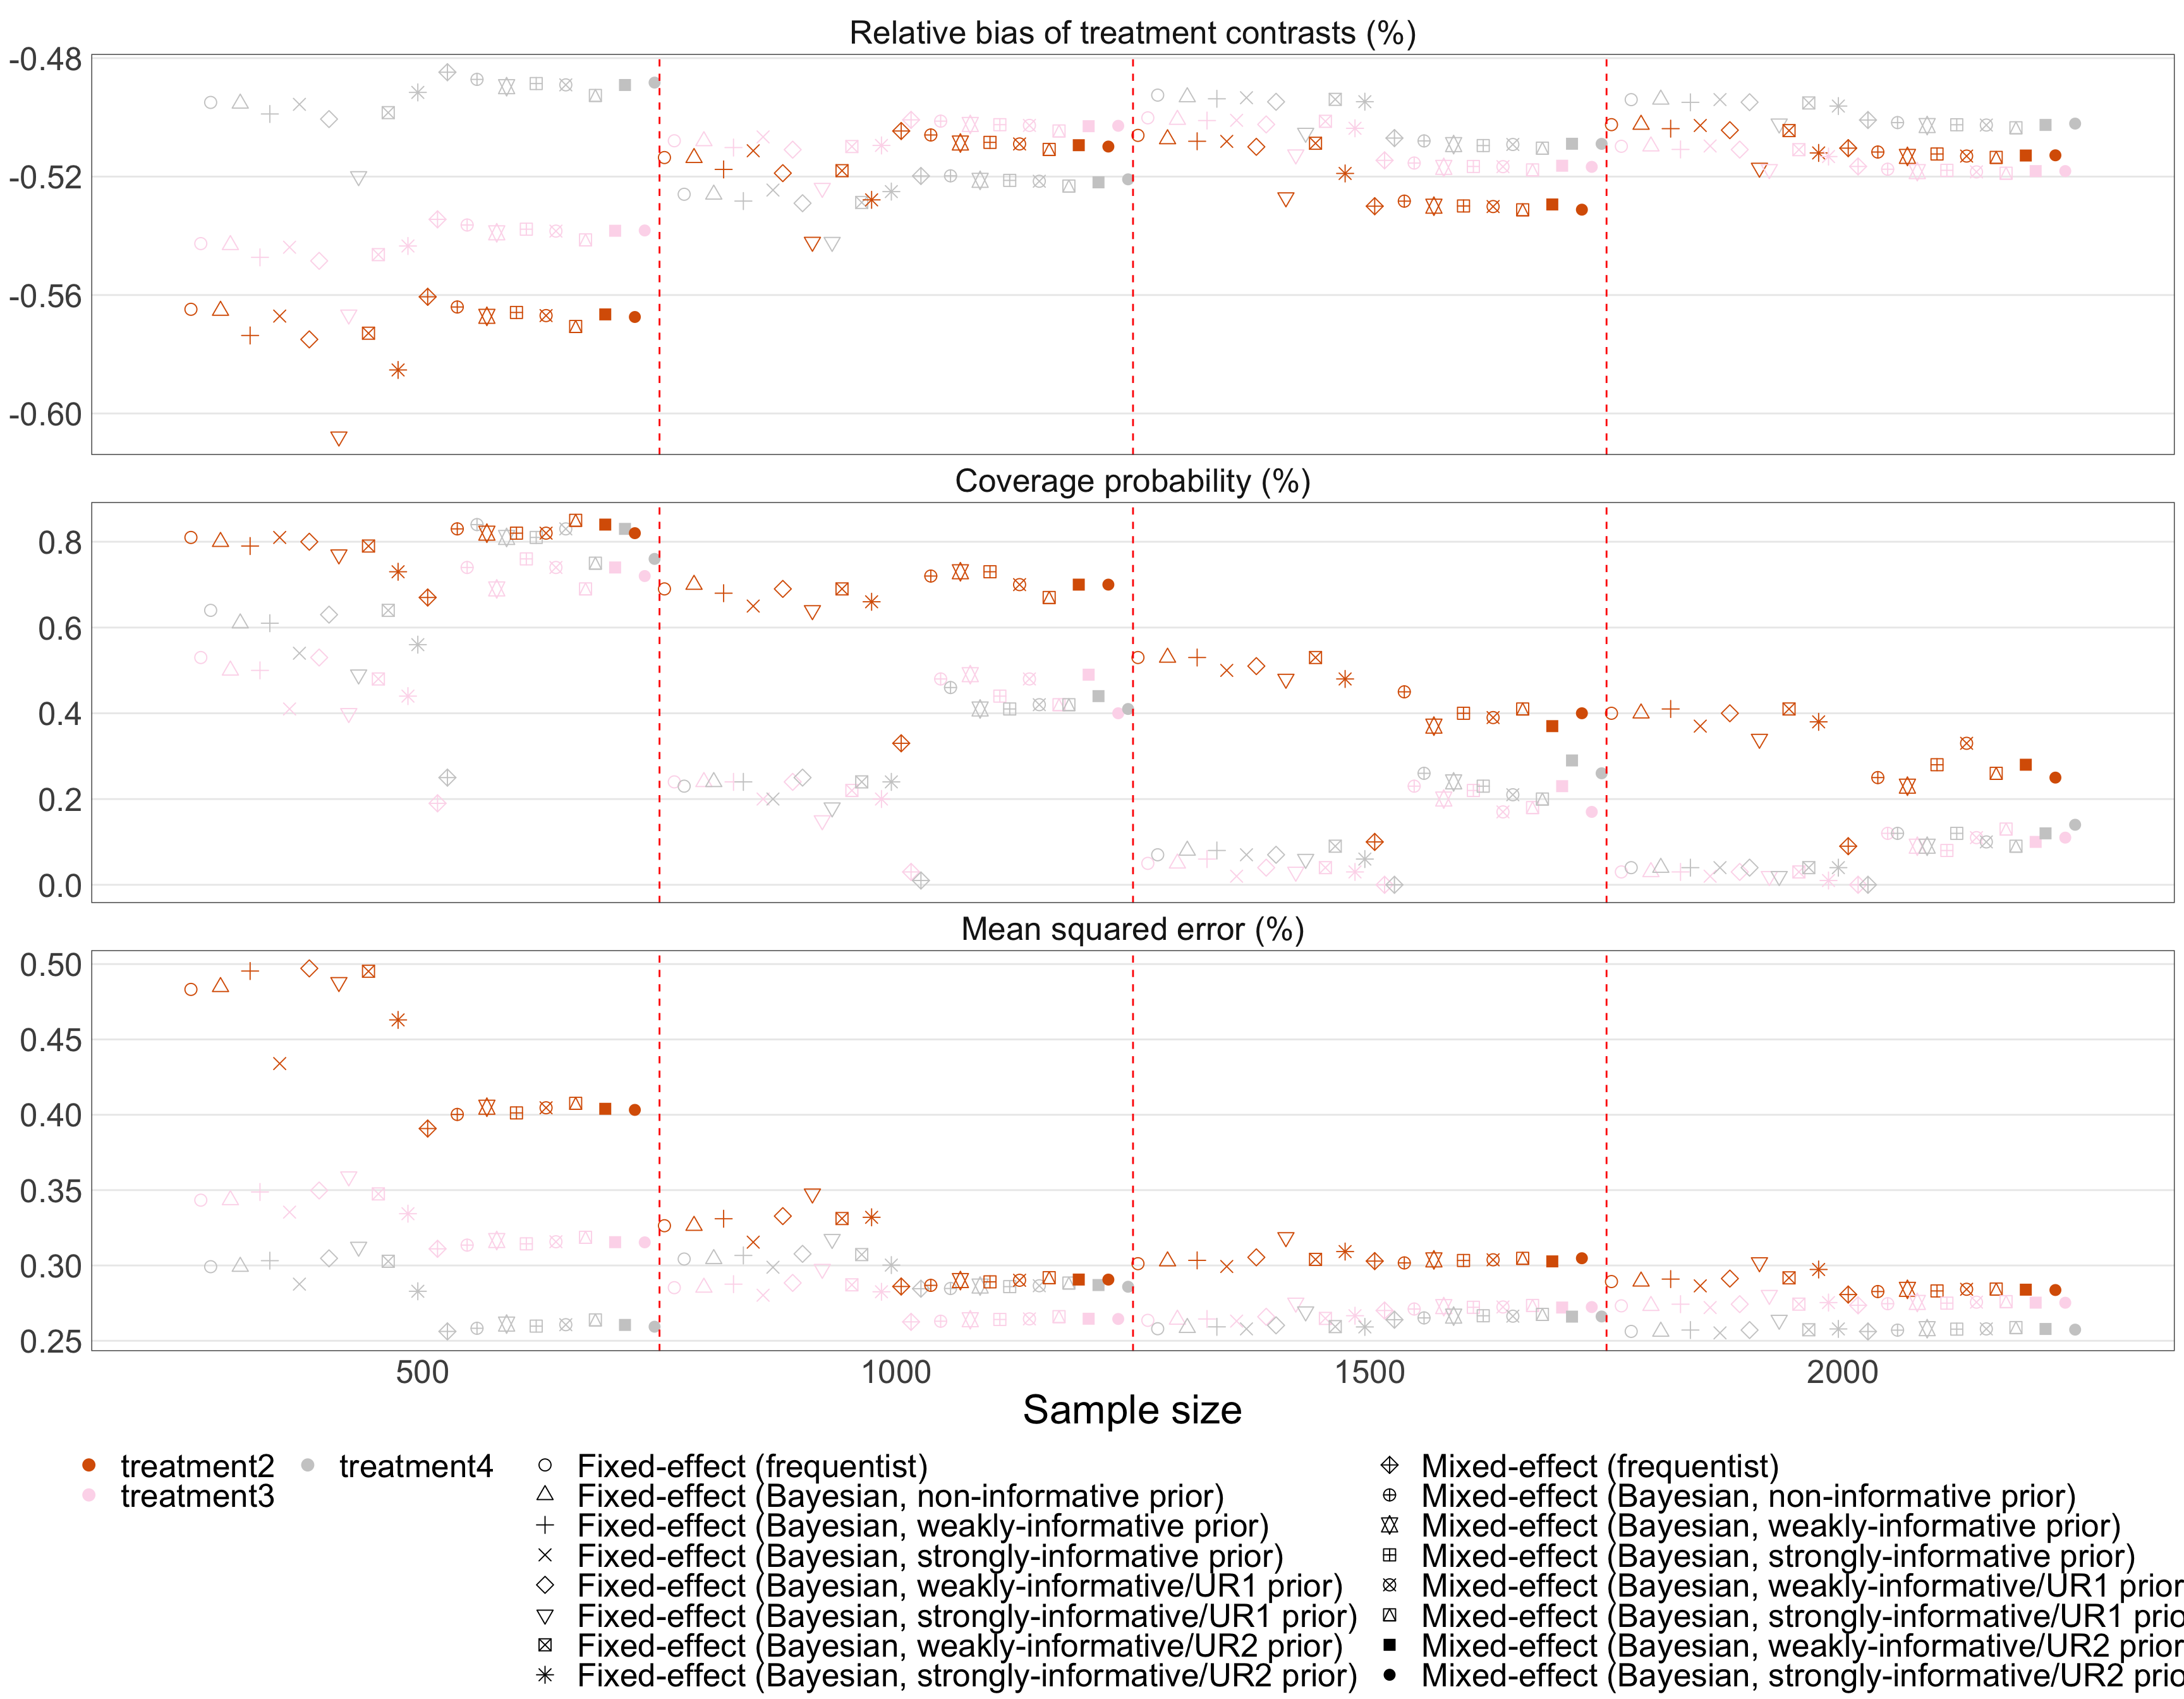 Relative bias of treatment contrasts (%)
-0.48
-0.52
-0.56
-0.60
Coverage probability (%)
0.8
0.6
0.4
0.2
0.0
Mean squared error (%)
0.50
0.45
0.40
0.35
0.30
0.25
500 1000 1500 2000
Sample size
treatment2 treatment4
treatment3
Fixed-effect (frequentist)
Fixed-effect (Bayesian, non-informative prior)
Fixed-effect (Bayesian, weakly-informative prior)
Fixed-effect (Bayesian, strongly-informative prior)
Fixed-effect (Bayesian, weakly-informative/UR1 prior)
Fixed-effect (Bayesian, strongly-informative/UR1 prior)
Fixed-effect (Bayesian, weakly-informative/UR2 prior)
Fixed-effect (Bayesian, strongly-informative/UR2 prior)
Mixed-effect (frequentist)
Mixed-effect (Bayesian, non-informative prior)
Mixed-effect (Bayesian, weakly-informative prior)
Mixed-effect (Bayesian, strongly-informative prior)
Mixed-effect (Bayesian, weakly-informative/UR1 prior
Mixed-effect (Bayesian, strongly-informative/UR1 prio
Mixed-effect (Bayesian, weakly-informative/UR2 prior
Mixed-effect (Bayesian, strongly-informative/UR2 prio